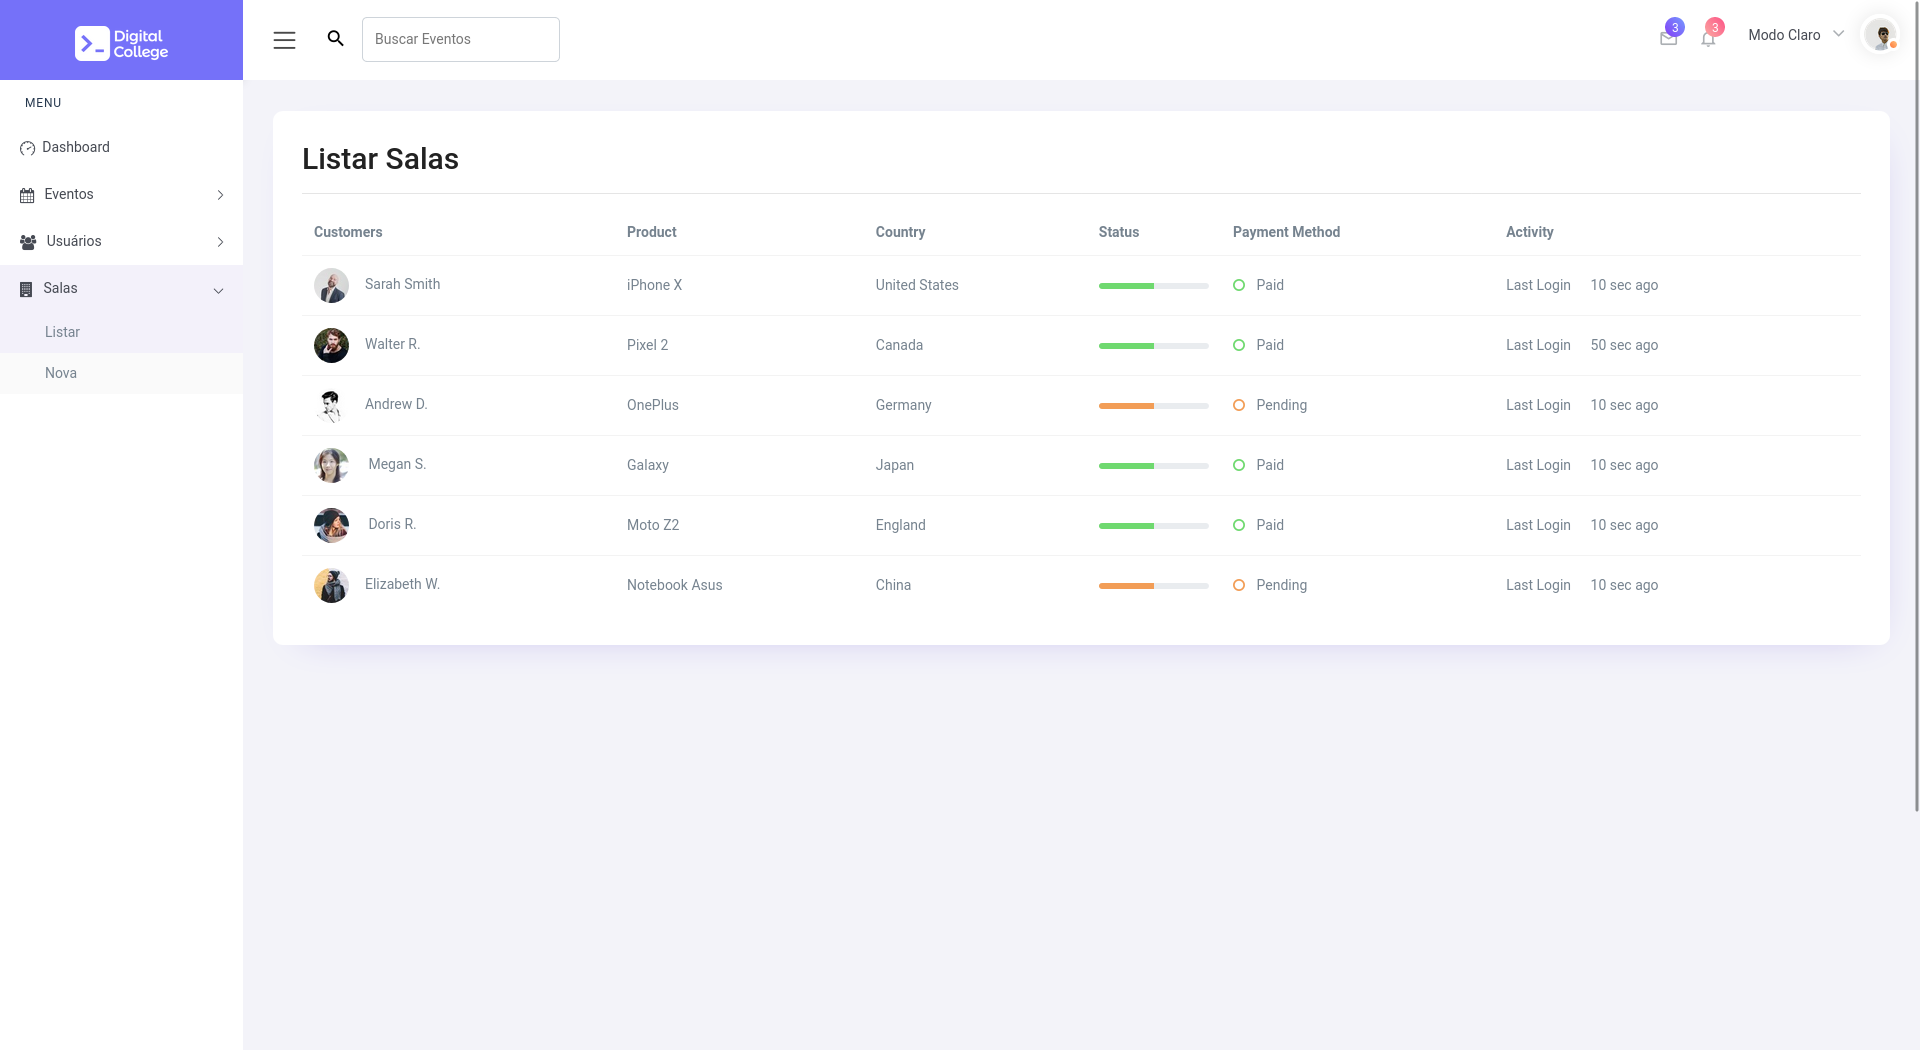 Digital
College
Buscar Eventos
3
3
Modo Claro
MENU
Dashboard
Eventos
Usuários
Salas
Listar
Nova
Listar Salas
Customers Product Country Status Payment Method Activity
Sarah Smith iPhone X United States Paid Last Login 10 sec ago
Walter R. Pixel 2 Canada Paid Last Login 50 sec ago
Andrew D. OnePlus Germany Pending Last Login 10 sec ago
Megan S. Galaxy Japan Paid Last Login 10 sec ago
Doris R. Moto Z2 England Paid Last Login 10 sec ago
Elizabeth W. Notebook Asus China Pending Last Login 10 sec ago